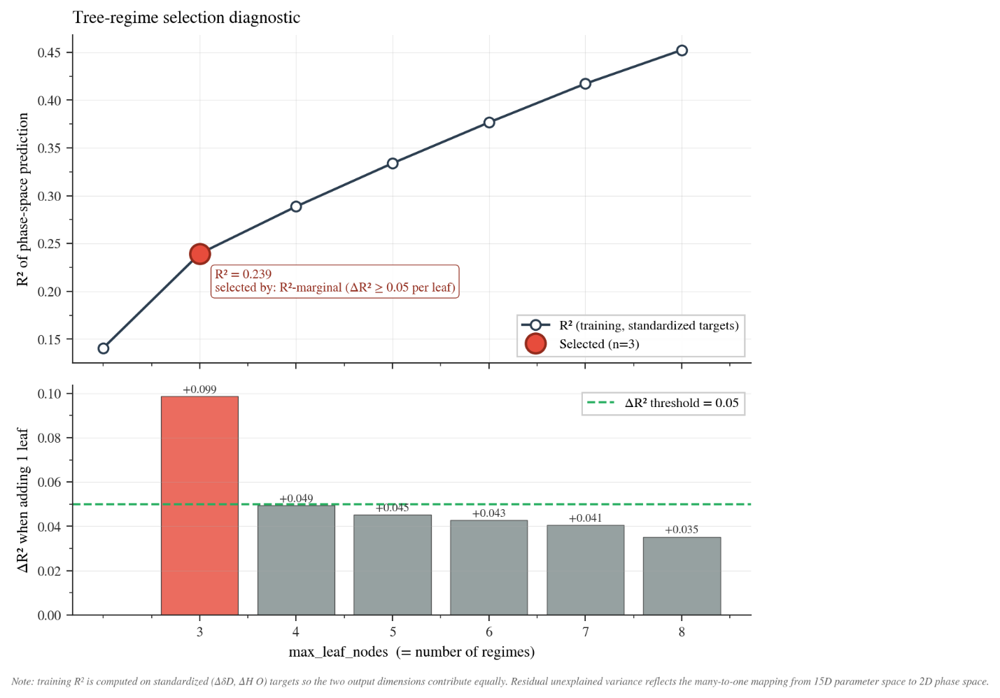 Tree-regime selection diagnostic
R² of phase-space prediction
0.45
0.40
0.35
0.30
0.25
0.20
0.15
R² = 0.239
selected by: R²-marginal (ΔR² ≥ 0.05 per leaf)
R² (training, standardized targets)
Selected (n=3)
ΔR² when adding 1 leaf
0.10
0.08
0.06
0.04
0.02
0.00
+0.099
+0.049
+0.045
+0.043
+0.041
+0.035
ΔR² threshold = 0.05
3 4 5 6 7 8
max_leaf_nodes (= number of regimes)
Note: training R² is computed on standardized (ΔδD, ΔH O) targets so the two output dimensions contribute equally. Residual unexplained variance reflects the many-to-one mapping from 15D parameter space to 2D phase space.